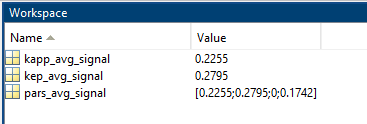 Workspace
Name Value
kapp_avg_signal 0.2255
kep_avg_signal 0.2795
pars_avg_signal [0.2255;0.2795;0;0.1742]